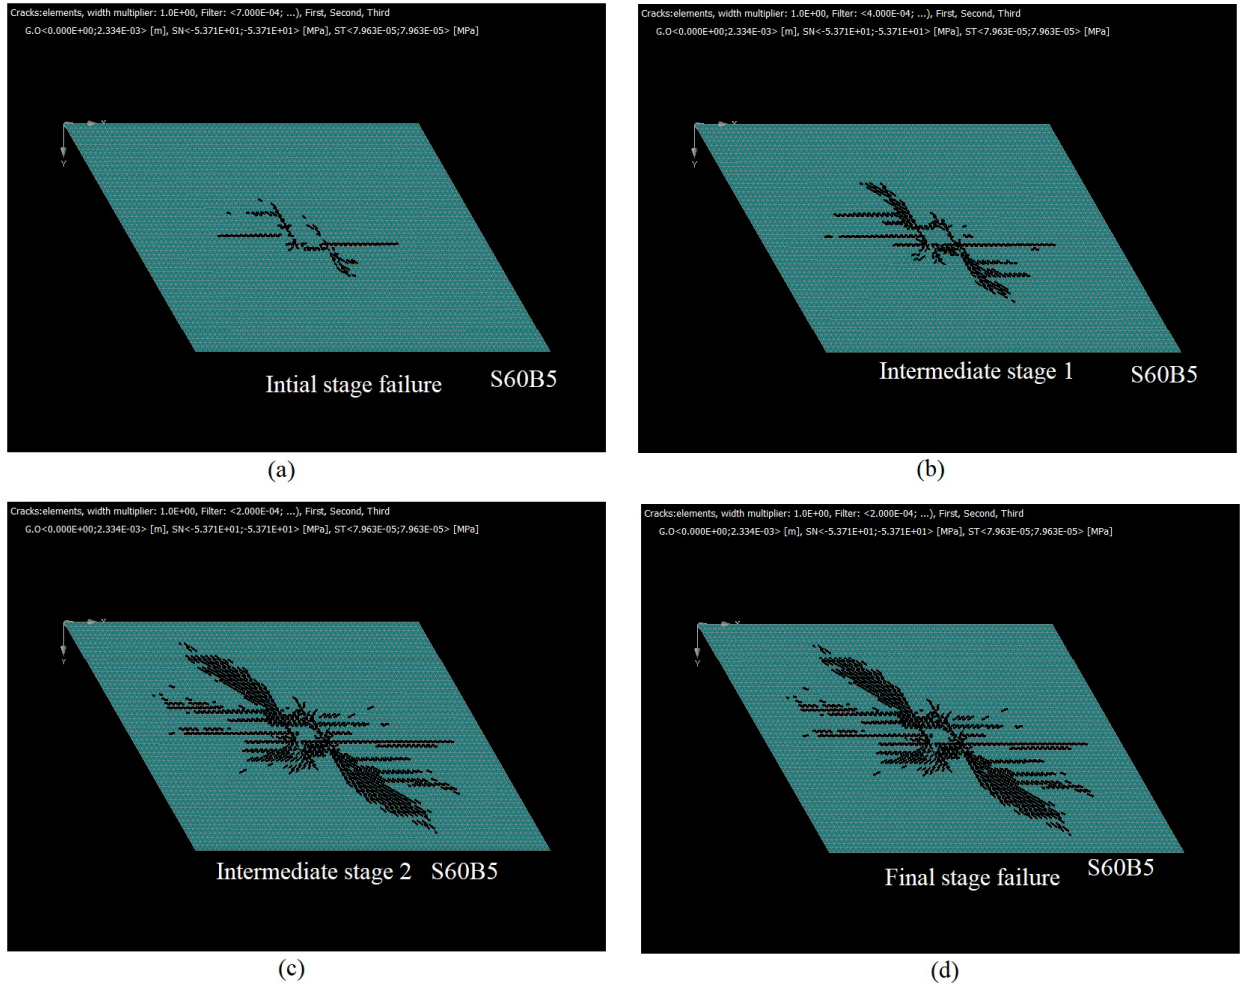 Cracks:elements, width multiplier: 1.0E+00, Filter: <7.000E-04; ...), First, Second, Third
G.O<0.000E+00;2.334E-03> [m], SN<-5.371E+01;-5.371E+01> [MPa], ST<7.963E-05;7.963E-05> [MPa]
X
Y
Intial stage failure S60B5
(a)
Cracks:elements, width multiplier: 1.0E+00, Filter: <4.000E-04; ...), First, Second, Third
G.O<0.000E+00;2.334E-03> [m], SN<-5.371E+01;-5.371E+01> [MPa], ST<7.963E-05;7.963E-05> [MPa]
X
Y
Intermediate stage 1 S60B5
(b)
Cracks:elements, width multiplier: 1.0E+00, Filter: <2.000E-04; ...), First, Second, Third
G.O<0.000E+00;2.334E-03> [m], SN<-5.371E+01;-5.371E+01> [MPa], ST<7.963E-05;7.963E-05> [MPa]
X
Y
Intermediate stage 2 S60B5
(c)
Cracks:elements, width multiplier: 1.0E+00, Filter: <2.000E-04; ...), First, Second, Third
G.O<0.000E+00;2.334E-03> [m], SN<-5.371E+01;-5.371E+01> [MPa], ST<7.963E-05;7.963E-05> [MPa]
X
Y
Final stage failure S60B5
(d)